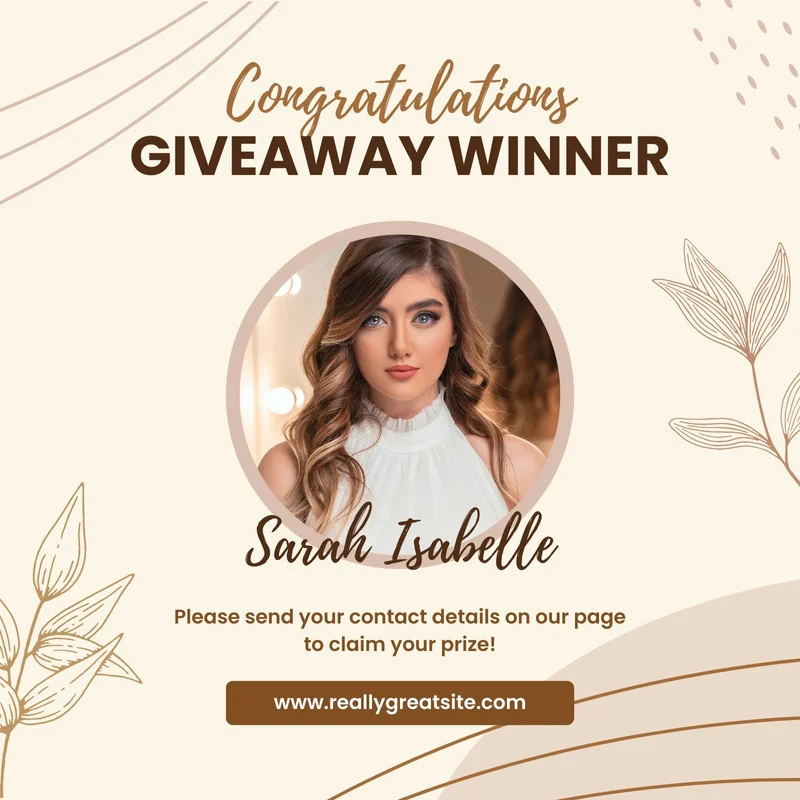 Congratulations
GIVEAWAY WINNER
Sarah Isabelle
Please send your contact details on our page
to claim your prize!
www.reallygreatsite.com